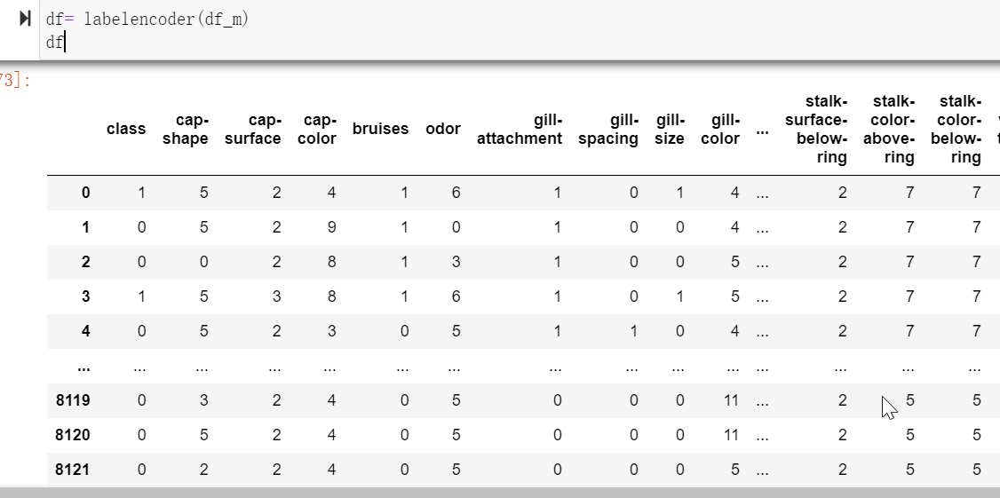 df= labelencoder(df_m)
df
73]:
class cap-shape cap-surface cap-color bruises odor gill-attachment gill-spacing gill-size gill-color ... stalk-surface-below-ring stalk-color-above-ring stalk-color-below-ring
0 1 5 2 4 1 6 1 0 1 4 ... 2 7 7
1 0 5 2 9 1 0 1 0 0 4 ... 2 7 7
2 0 0 2 8 1 3 1 0 0 5 ... 2 7 7
3 1 5 3 8 1 6 1 0 1 5 ... 2 7 7
4 0 5 2 3 0 5 1 1 0 4 ... 2 7 7
... ... ... ... ... ... ... ... ... ... ... ... ... ... ...
8119 0 3 2 4 0 5 0 0 0 11 ... 2 5 5
8120 0 5 2 4 0 5 0 0 0 11 ... 2 5 5
8121 0 2 2 4 0 5 0 0 0 5 ... 2 5 5